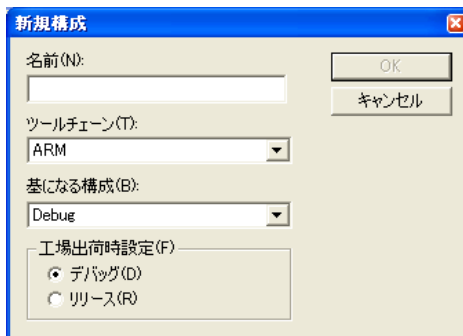 新規構成
名前(N):
OK
キャンセル
ツールチェーン(T):
ARM
基になる構成(B):
Debug
工場出荷時設定(F)
デバッグ(D)
リリース(R)